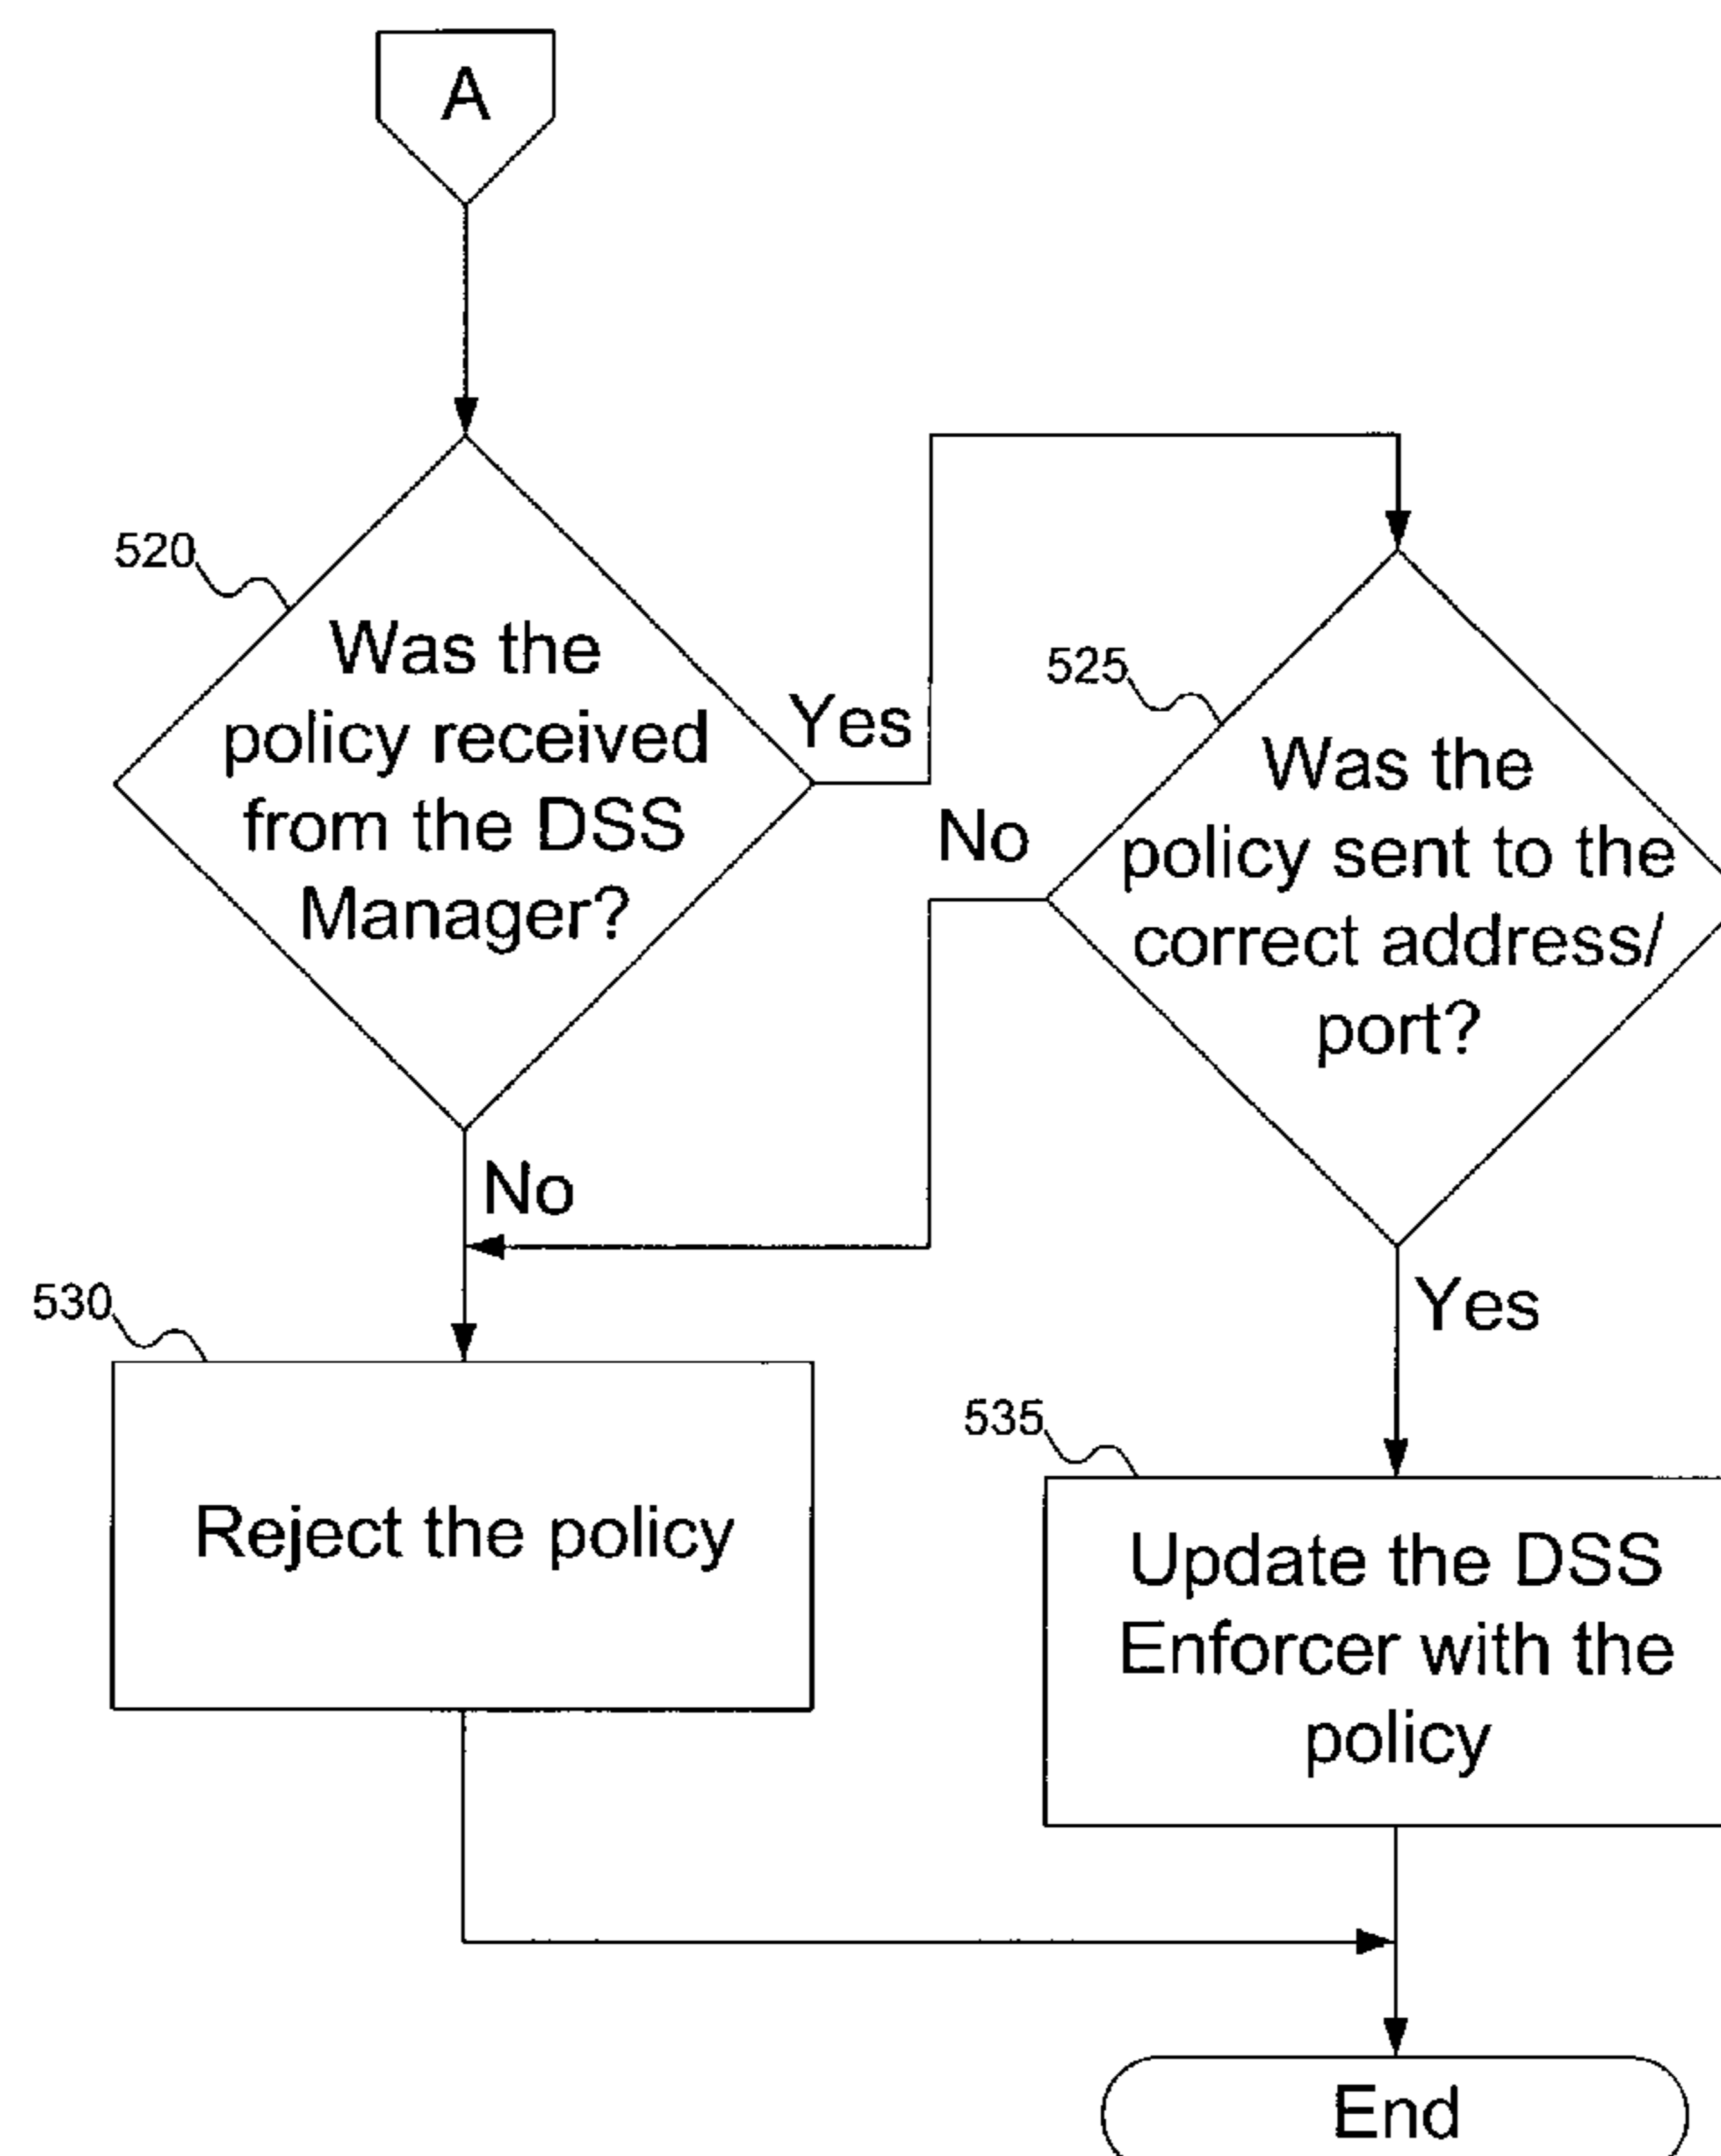 A
520
Was the
policy received
from the DSS
Manager?
Yes
No
525
Was the
policy sent to the
correct address/
port?
No
Yes
530
Reject the policy
535
Update the DSS
Enforcer with the
policy
End